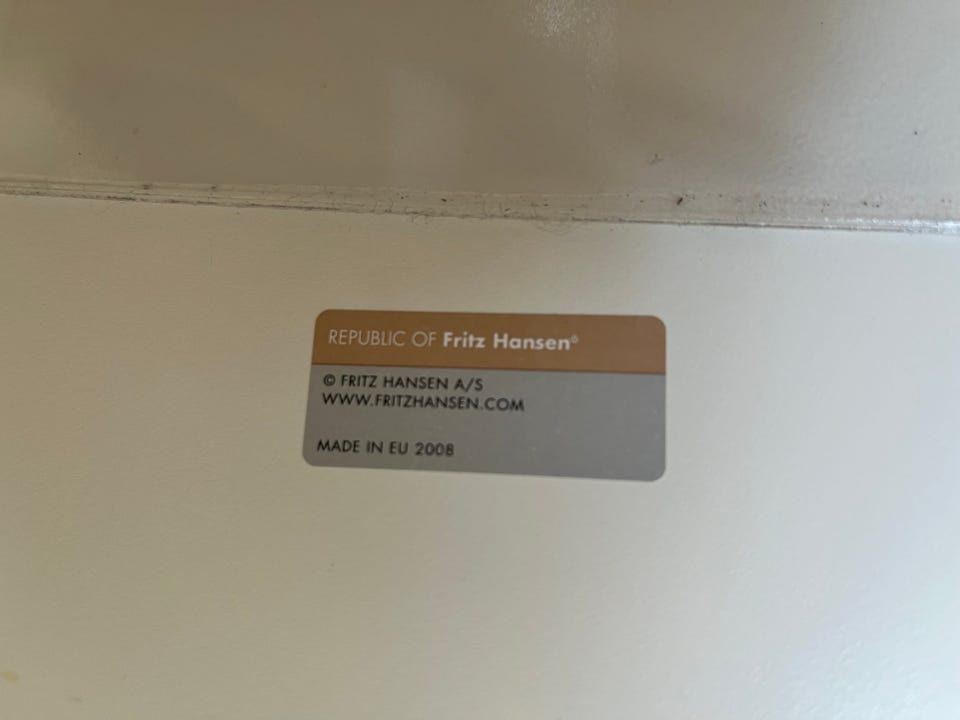 REPUBLIC OF Fritz Hansen®
© FRITZ HANSEN A/S
WWW.FRITZHANSEN.COM
MADE IN EU 2008